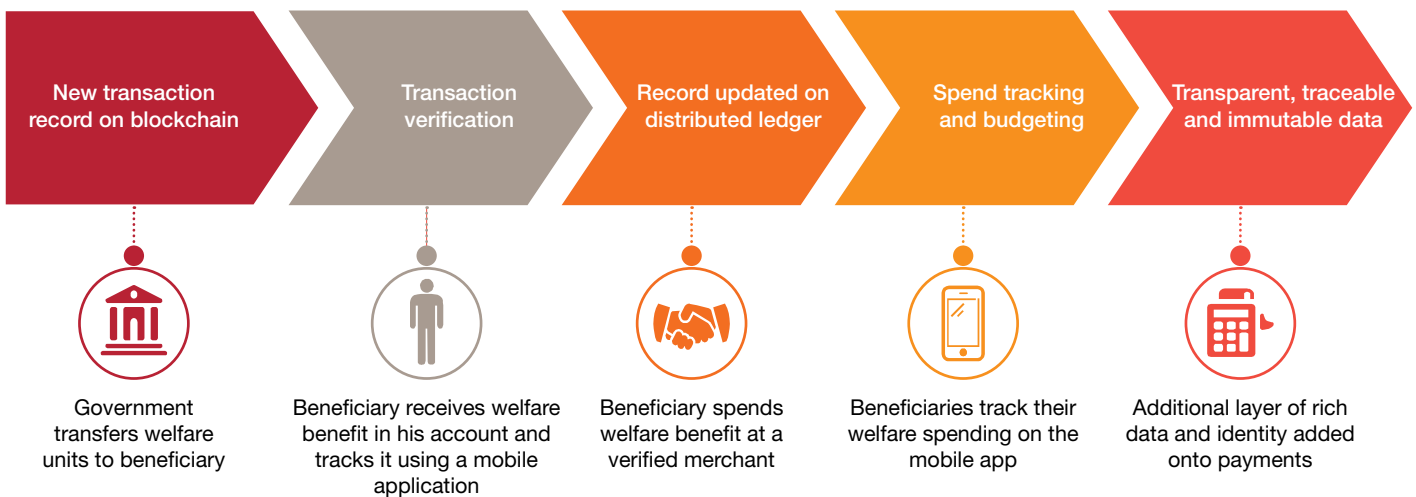 New transaction
record on blockchain
Transaction
verification
Record updated on
distributed ledger
Spend tracking
and budgeting
Transparent, traceable
and immutable data
Government
transfers welfare
units to beneficiary
Beneficiary receives welfare
benefit in his account and
tracks it using a mobile
application
Beneficiary spends
welfare benefit at a
verified merchant
Beneficiaries track their
welfare spending on the
mobile app
Additional layer of rich
data and identity added
onto payments